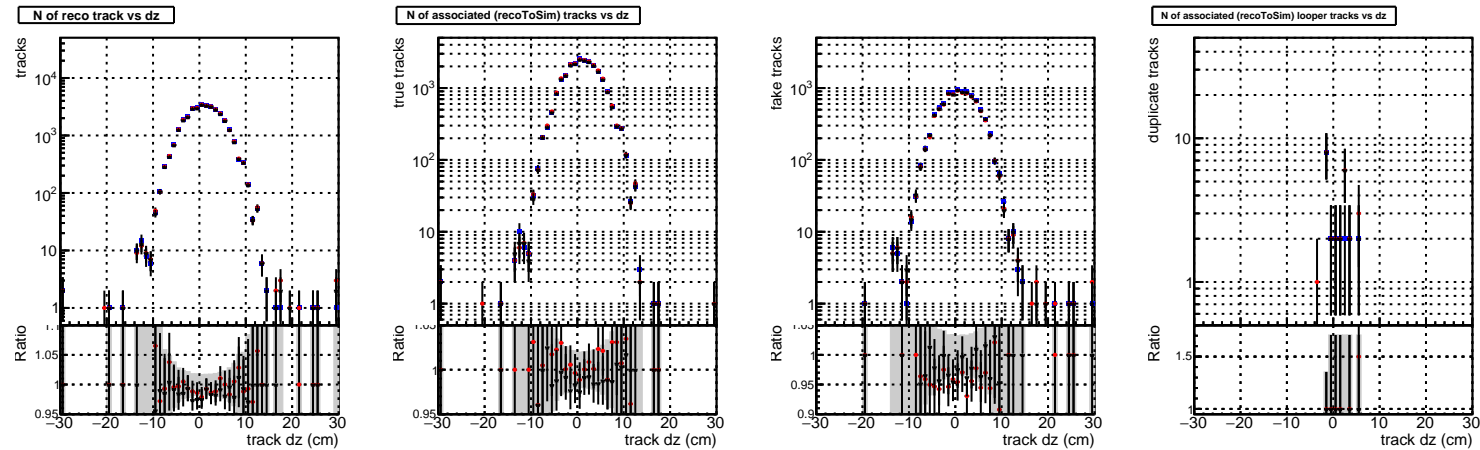 N of reco track vs dz
tracks
10⁴
10³
10²
10
1
Ratio
1.05
1
0.95
−30 −20 −10 0 10 20 30
track dz (cm)
N of associated (recoToSim) tracks vs dz
true tracks
10³
10²
10
1
Ratio
1.05
1
0.95
−30 −20 −10 0 10 20 30
track dz (cm)
fake tracks
10³
10²
10
1
Ratio
1.05
1
0.95
0.9
−30 −20 −10 0 10 20 30
track dz (cm)
N of associated (recoToSim) looper tracks vs dz
duplicate tracks
10
1
Ratio
1.5
1
−30 −20 −10 0 10 20 30
track dz (cm)